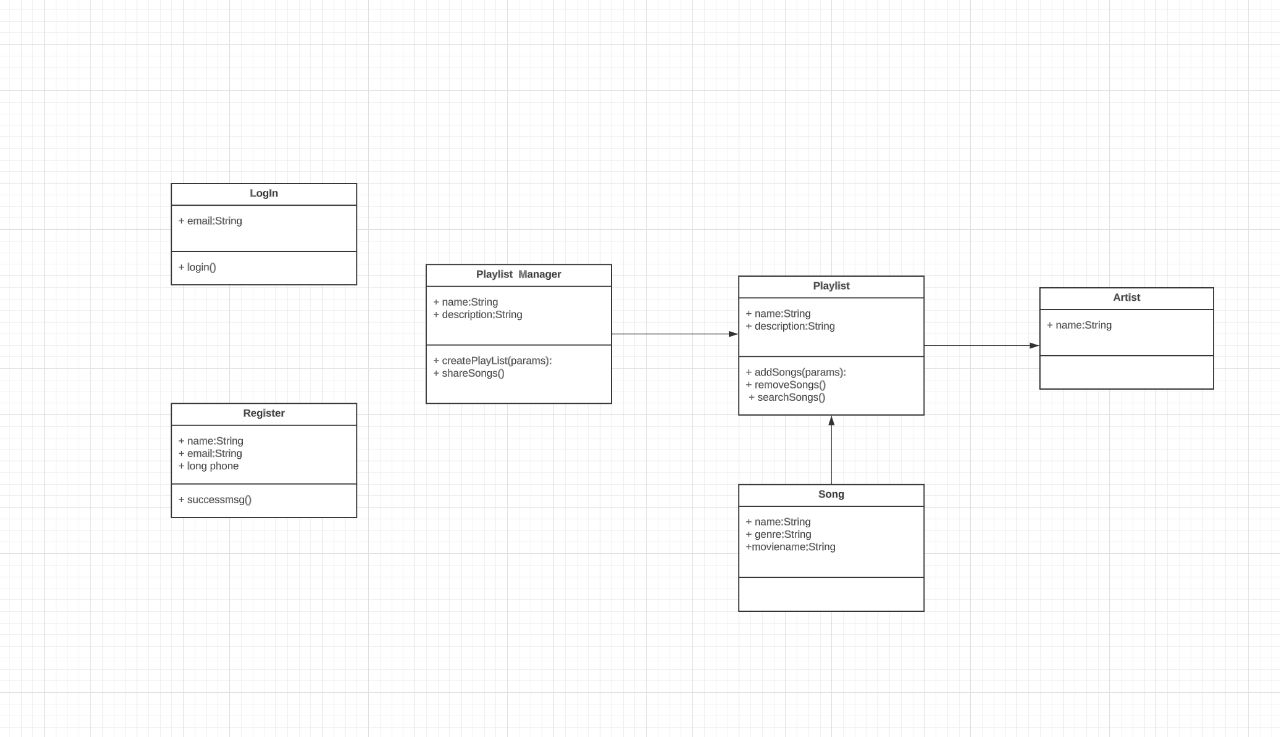 LogIn
+ email:String
+ login()
Register
+ name:String
+ email:String
+ long phone
+ successmsg()
Playlist Manager
+ name:String
+ description:String
+ createPlayList(params):
+ shareSongs()
Playlist
+ name:String
+ description:String
+ addSongs(params):
+ removeSongs()
+ searchSongs()
Song
+ name:String
+ genre:String
+moviename:String
Artist
+ name:String